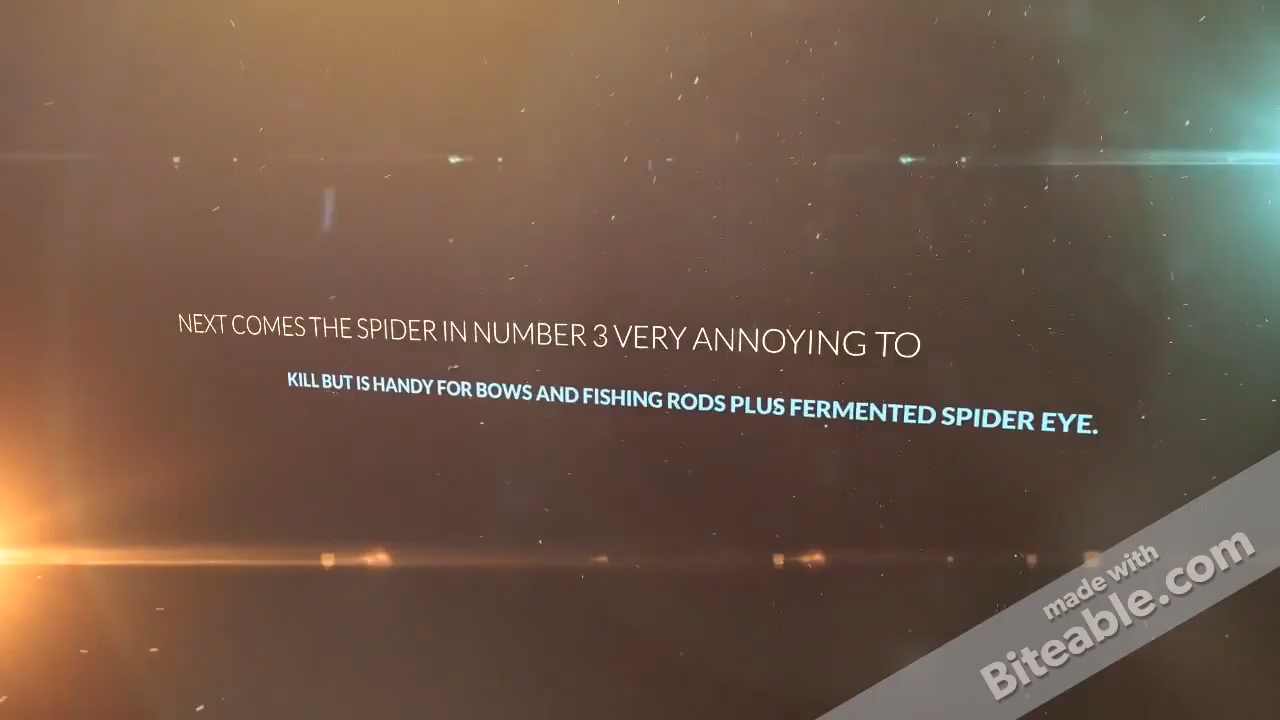 NEXT COMES THE SPIDER IN NUMBER 3 VERY ANNOYING TO
KILL BUT IS HANDY FOR BOWS AND FISHING RODS PLUS FERMENTED SPIDER EYE.
made with
Biteable.com